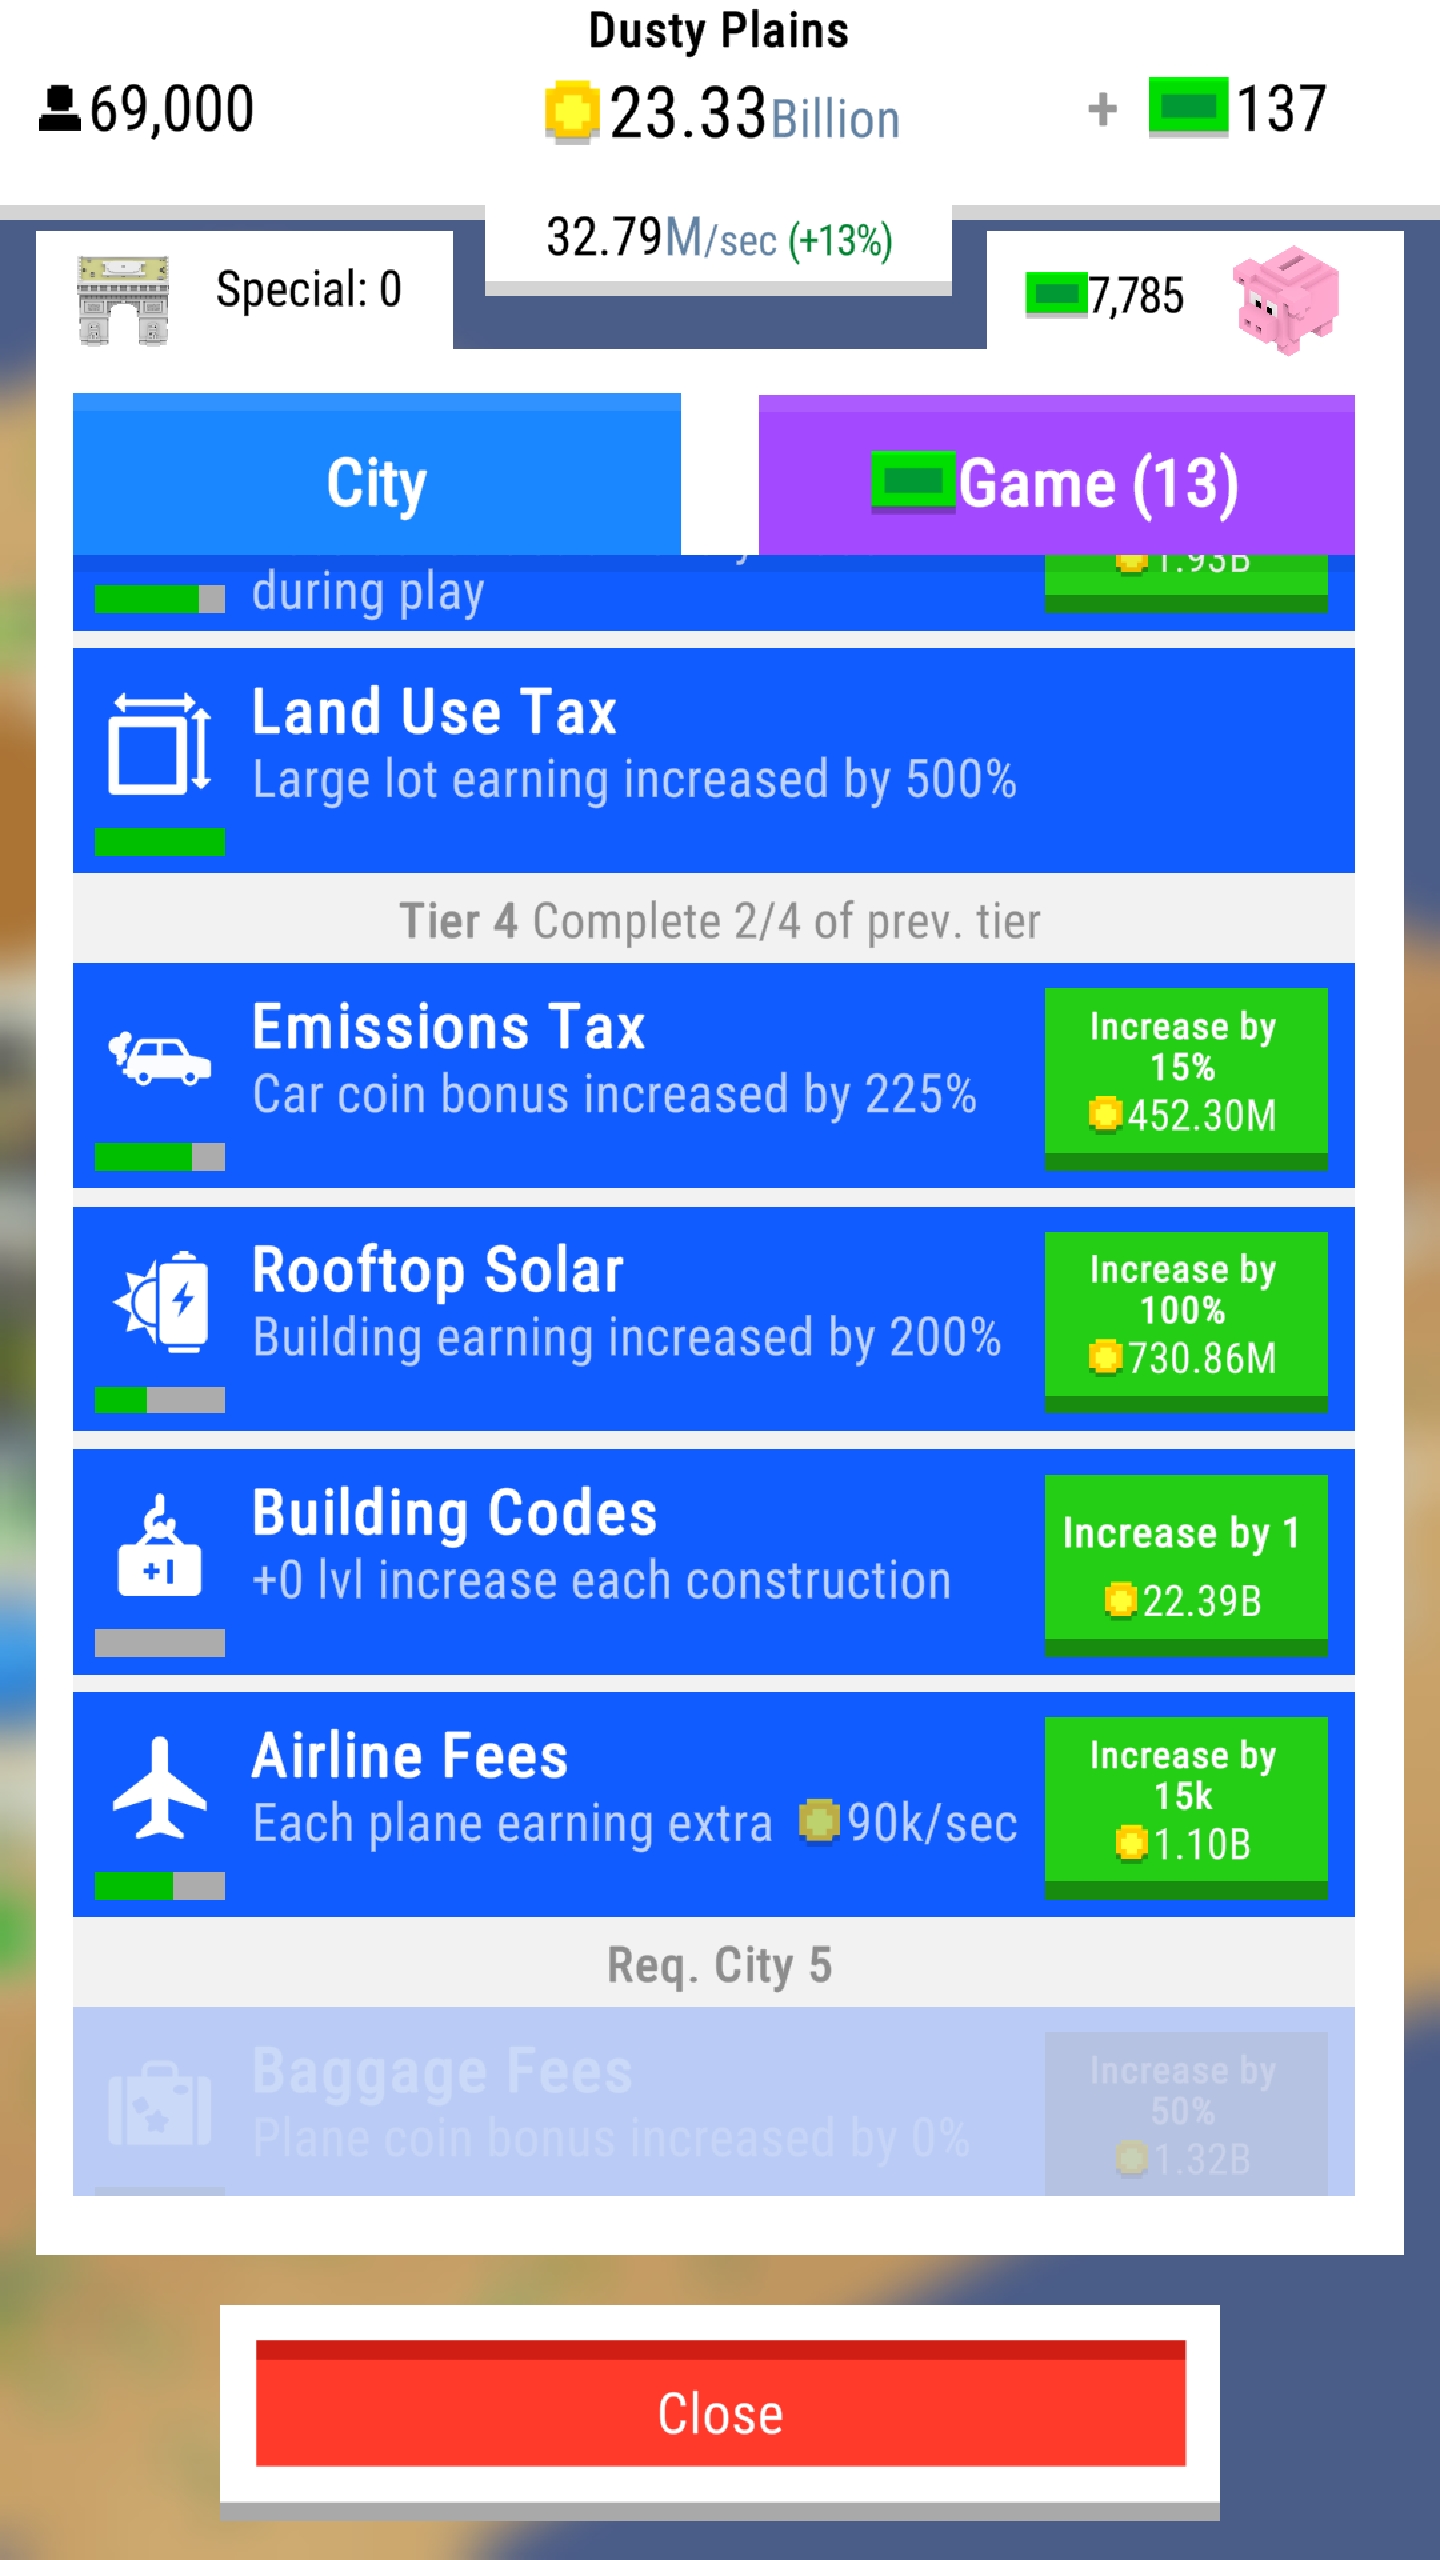 Dusty Plains
69,000
23.33Billion
+ 137
32.79M/sec (+13%)
Special: 0
7,785
City
Game (13)
during play
1.93B
Land Use Tax
Large lot earning increased by 500%
Tier 4 Complete 2/4 of prev. tier
Emissions Tax
Car coin bonus increased by 225%
Increase by
15%
452.30M
Rooftop Solar
Building earning increased by 200%
Increase by
100%
730.86M
+1
Building Codes
+0 lvl increase each construction
Increase by 1
22.39B
Airline Fees
Each plane earning extra 90k/sec
Increase by
15k
1.10B
Req. City 5
Baggage Fees
Plane coin bonus increased by 0%
Increase by
50%
1.32B
Close